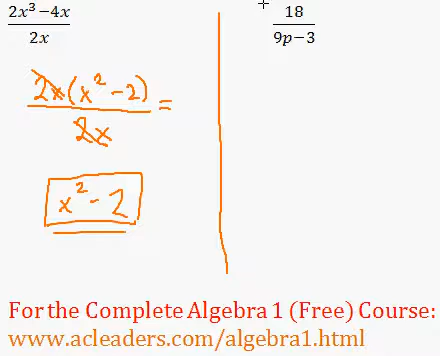 2x³−4x
2x
2x(x² − 2) =
2x
x² − 2
18
9p−3
For the Complete Algebra 1 (Free) Course:
www.acleaders.com/algebra1.html